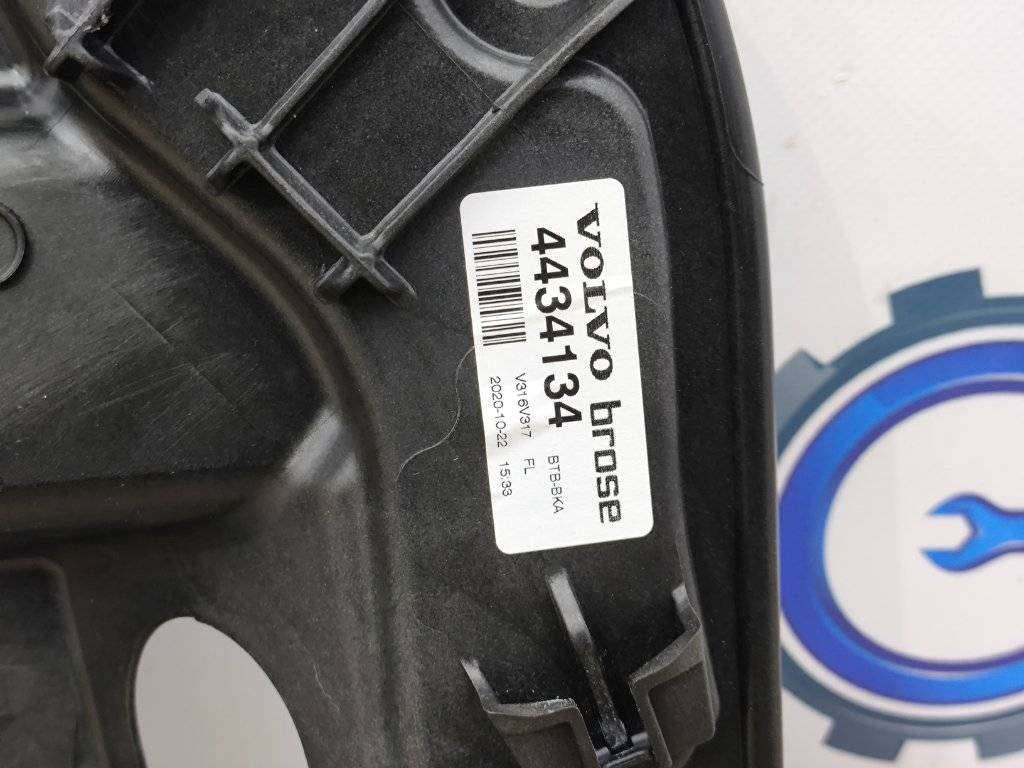 VOLVO brose
4434134 BTB-BKA
V316V317 FL
2020-10-22 15:33